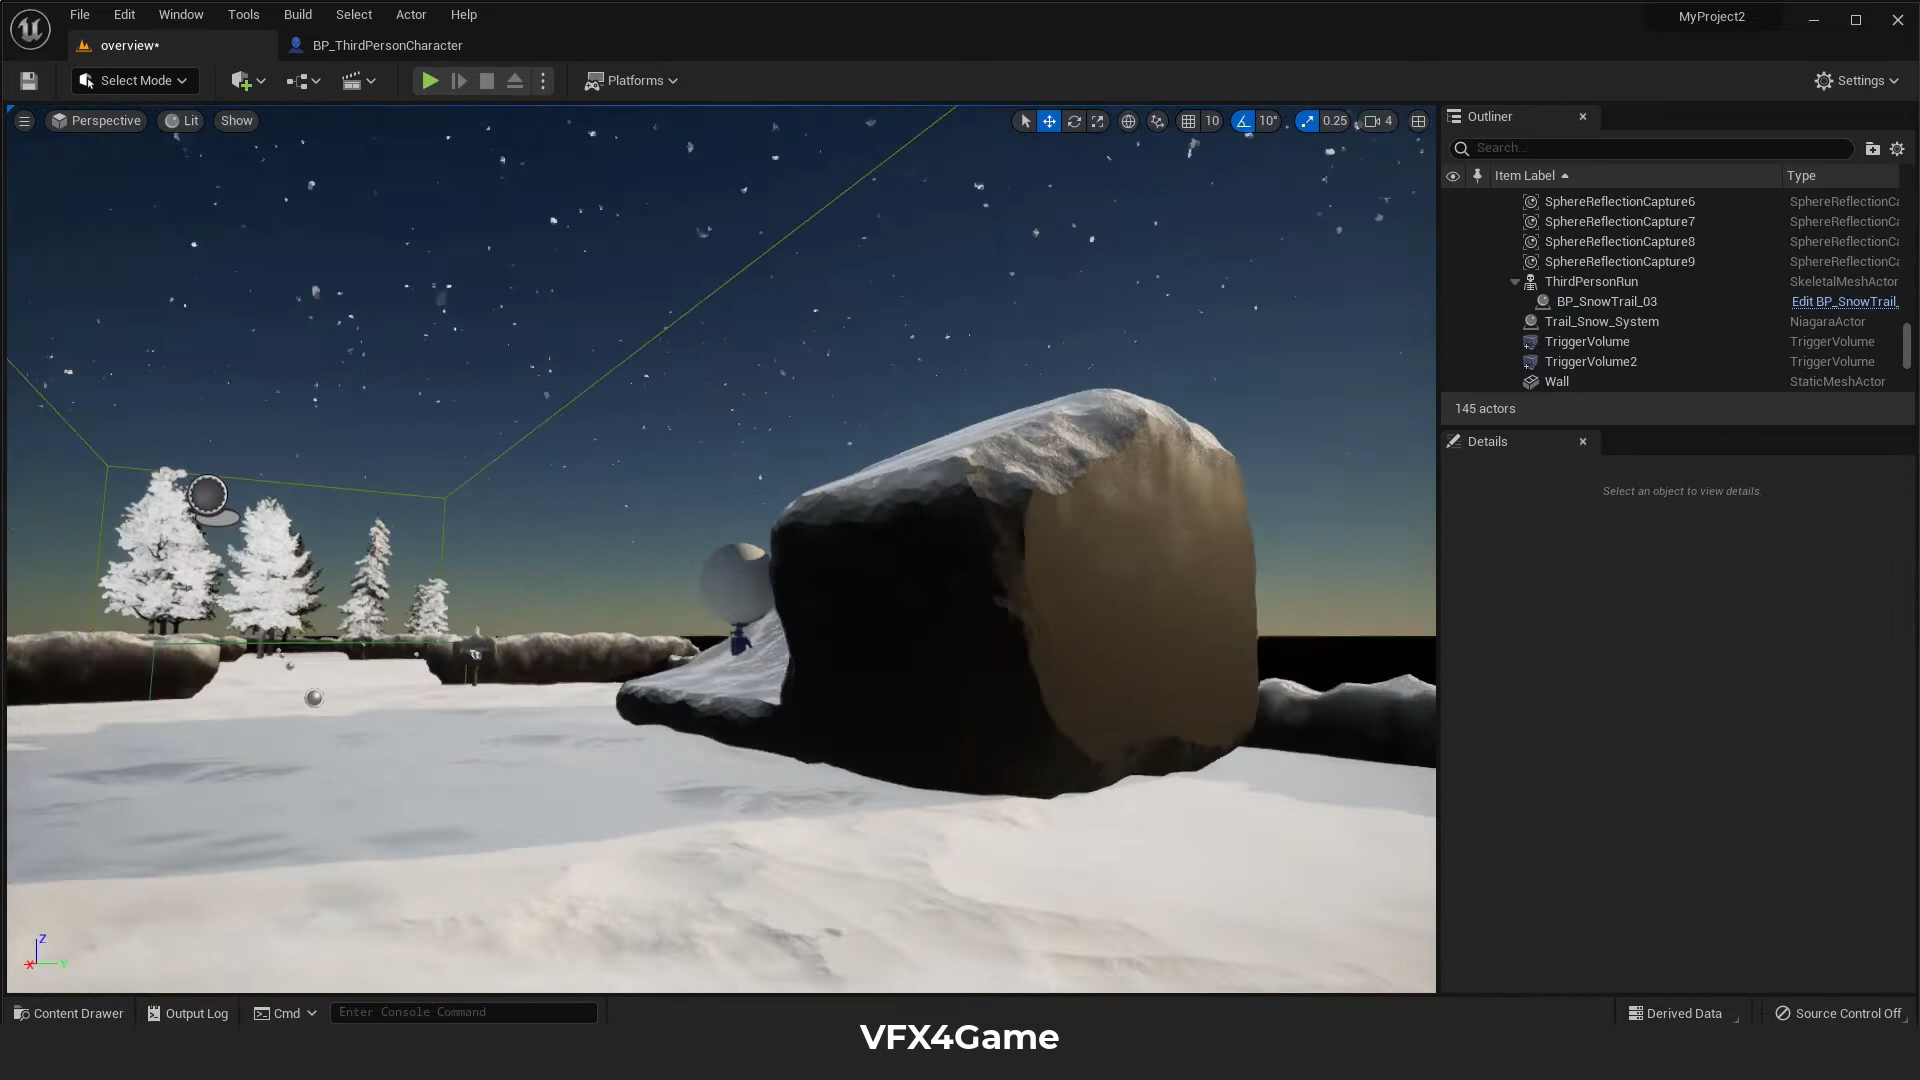 File Edit Window Tools Build Select Actor Help
MyProject2
overview*
BP_ThirdPersonCharacter
Select Mode
Platforms
Settings
Perspective Lit Show
10 10° 0.25 4
Outliner
Search...
Item Label Type
SphereReflectionCapture6 SphereReflectionCa
SphereReflectionCapture7 SphereReflectionCa
SphereReflectionCapture8 SphereReflectionCa
SphereReflectionCapture9 SphereReflectionCa
ThirdPersonRun SkeletalMeshActor
BP_SnowTrail_03 Edit BP_SnowTrail_
Trail_Snow_System NiagaraActor
TriggerVolume TriggerVolume
TriggerVolume2 TriggerVolume
Wall StaticMeshActor
145 actors
Details
Select an object to view details.
Z
X Y
Content Drawer Output Log Cmd Enter Console Command
Derived Data Source Control Off
VFX4Game